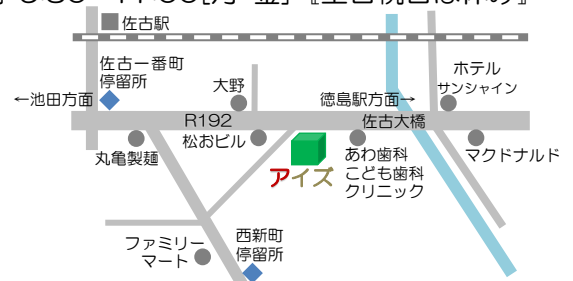 佐古駅
佐古一番町
停留所
←池田方面
大野
徳島駅方面→
ホテル
サンシャイン
R192
佐古大橋
丸亀製麺
松おビル
アイズ
あわ歯科
こども歯科
クリニック
マクドナルド
ファミリー
マート
西新町
停留所